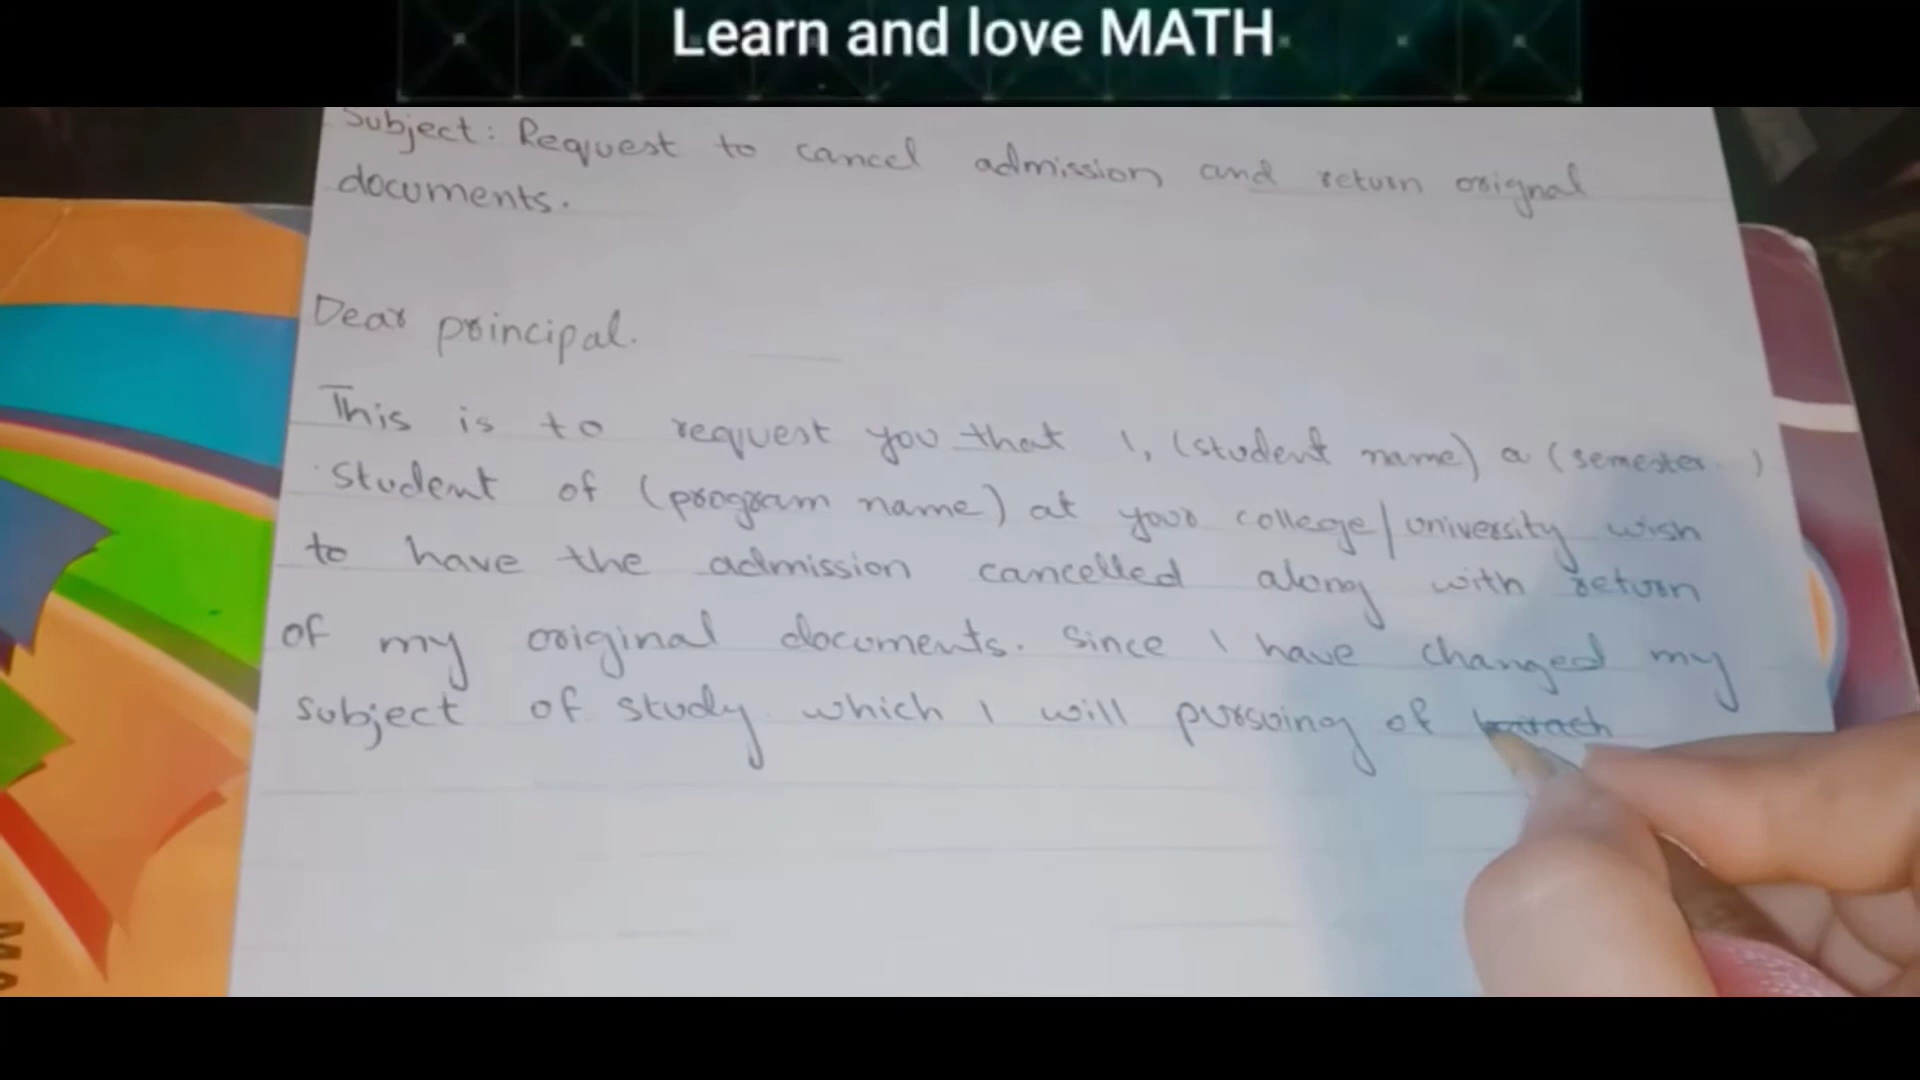 Learn and love MATH
Subject: Request to cancel admission and return orignal
documents.
Dear principal.
This is to request you that I, (student name) a (semester )
student of (program name) at your college/university wish
to have the admission cancelled along with return
of my original documents. Since I have changed my
subject of study which I will pursuing of